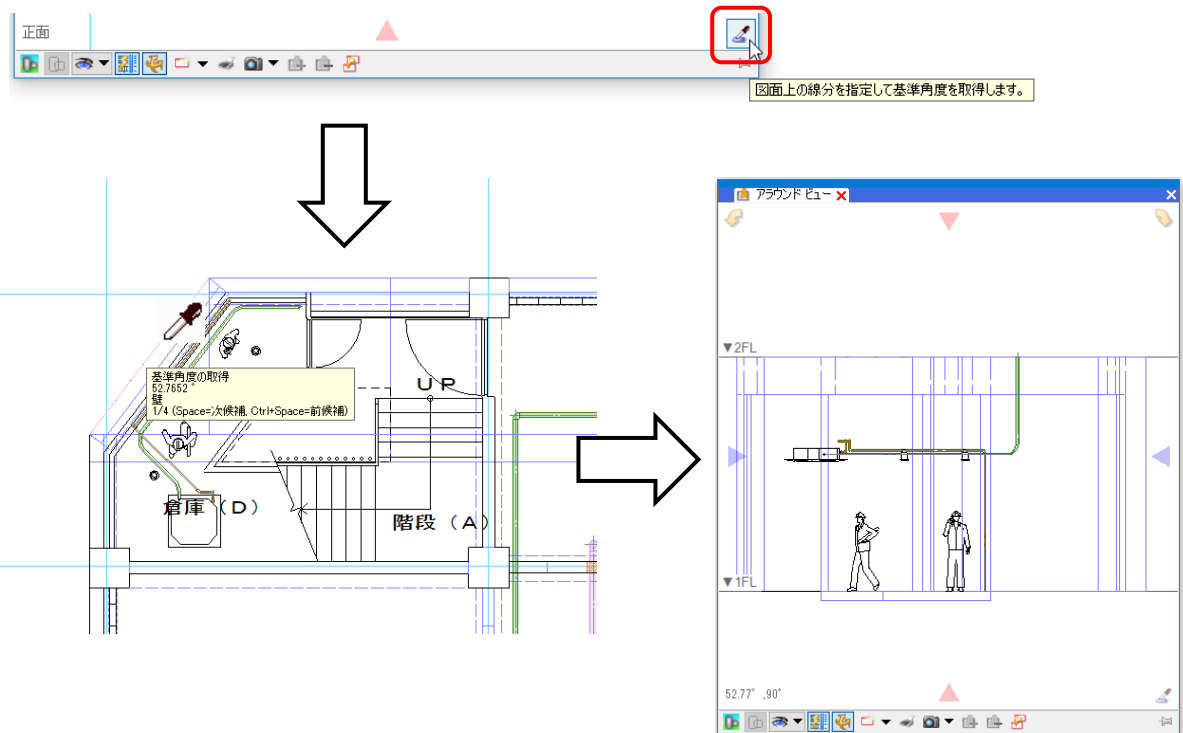 正面
図面上の線分を指定して基準角度を取得します。
基準角度の取得
52.7652 °
壁
1/4 (Space=次候補, Ctrl+Space=前候補)
UP
倉庫（D）
階段（A）
アラウンド ビュー
▼2FL
▼1FL
52.77° ,90°